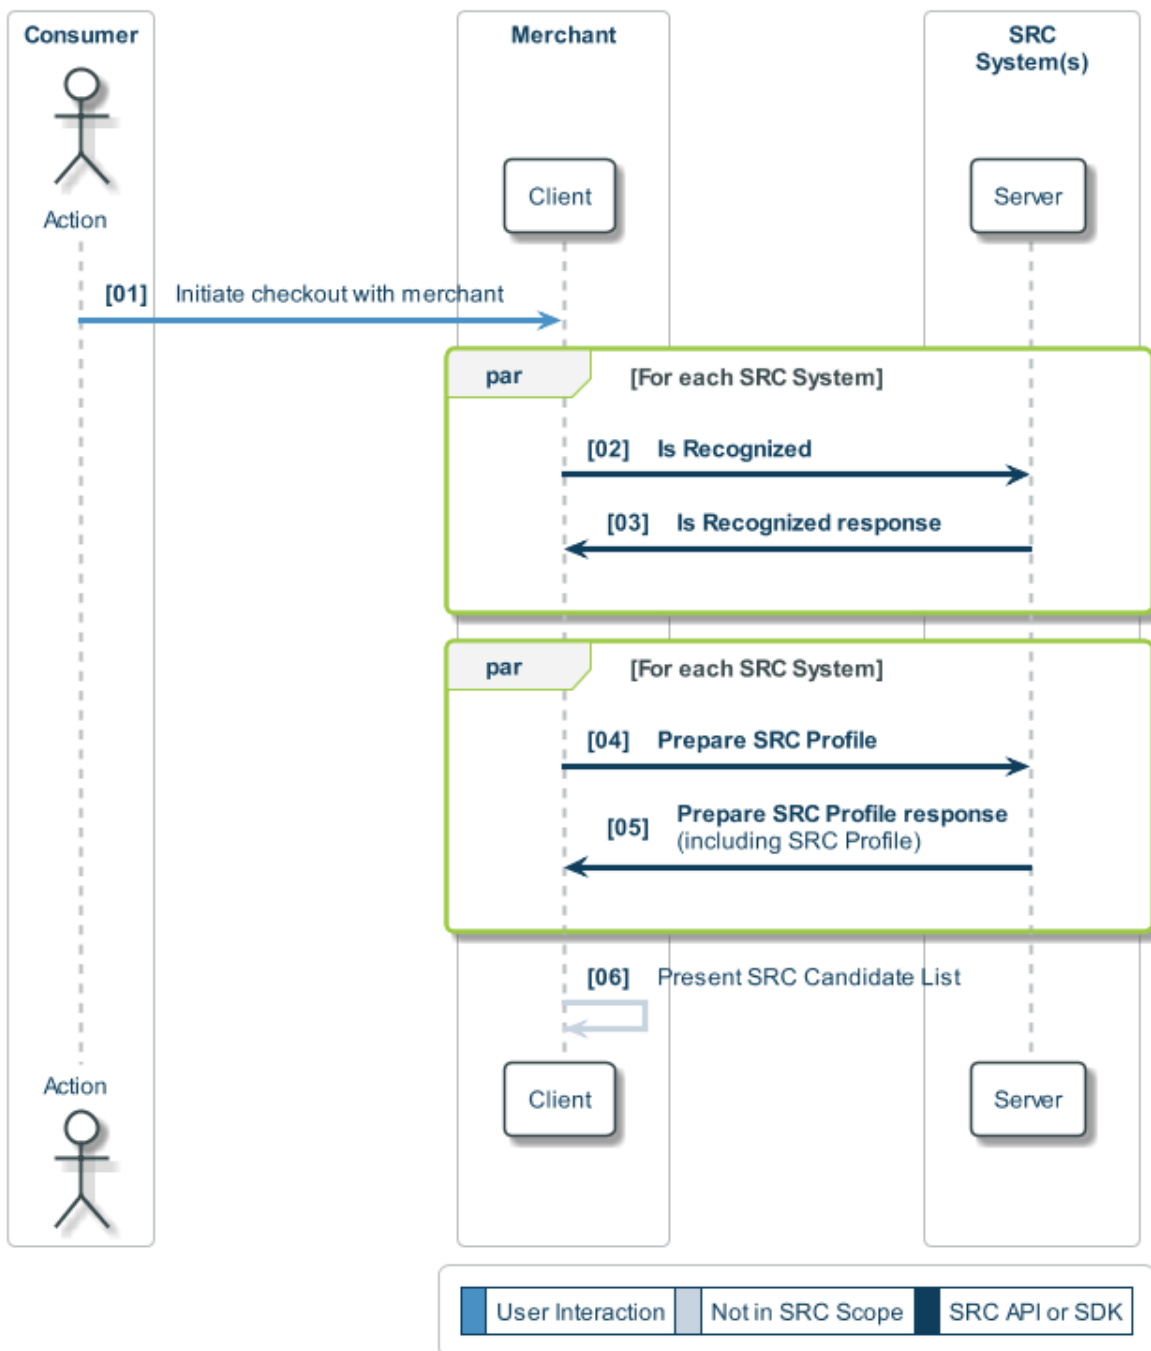 Consumer
Merchant
SRC
System(s)
Action
Client
Server
[01] Initiate checkout with merchant
par [For each SRC System]
[02] Is Recognized
[03] Is Recognized response
par [For each SRC System]
[04] Prepare SRC Profile
[05] Prepare SRC Profile response
(including SRC Profile)
[06] Present SRC Candidate List
Action
Client
Server
User Interaction
Not in SRC Scope
SRC API or SDK